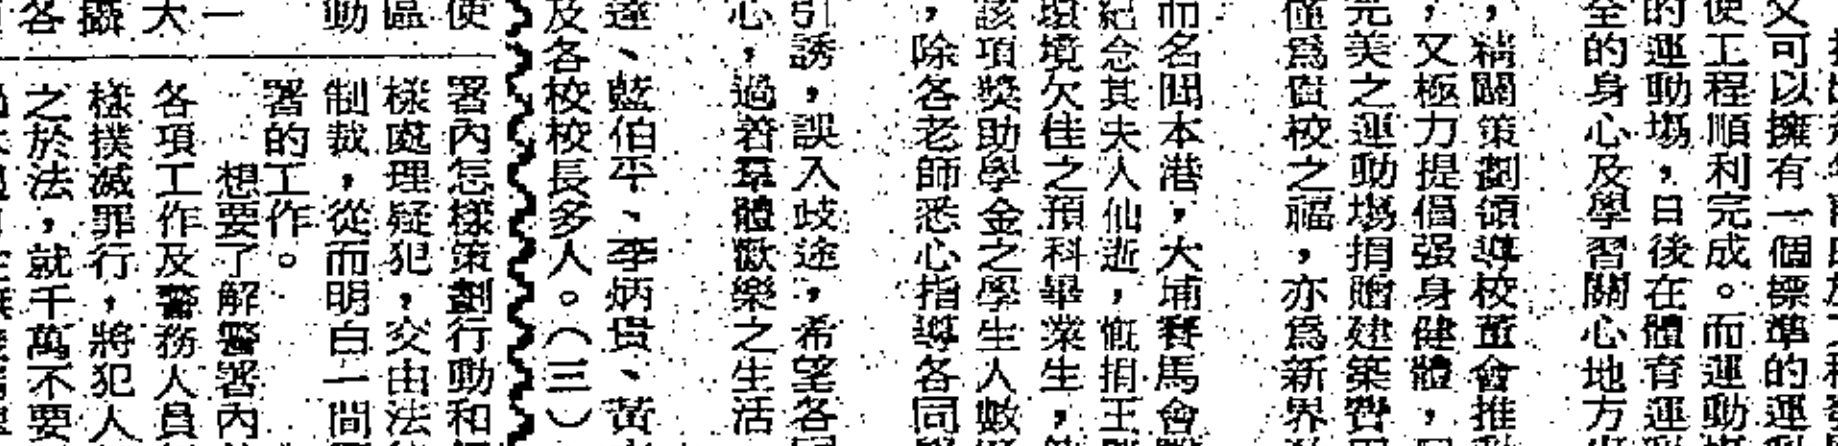 又可以擁有一個標準的運
使工程順利完成。而運動
的運動場，日後在體育運
全的身心及學習關心地方
，精關策劃領導校董會推
，又極力提倡强身健體，
完美之運動場捐贈建築費
僅爲貴校之福，亦爲新界
而名聞本港，大埔賽馬會
紀念其夫人仙逝，慨捐王
環境欠佳之預科畢業生，
該項獎助學金之學生人數
，除各老師悉心指導各同
引誘，誤入歧途，希望各
心，過着羣體歡樂之生活
達、藍伯平、李炳貴、黃
及各校校長多人。（三）
使
區
動
一
大
攝
各
署內怎樣策劃行動和
樣處理疑犯，交由法
制裁，從而明白一間
署的工作。
想要了解警署內
各項工作及警務人員
樣撲滅罪行，將犯人
之於法，就千萬不要